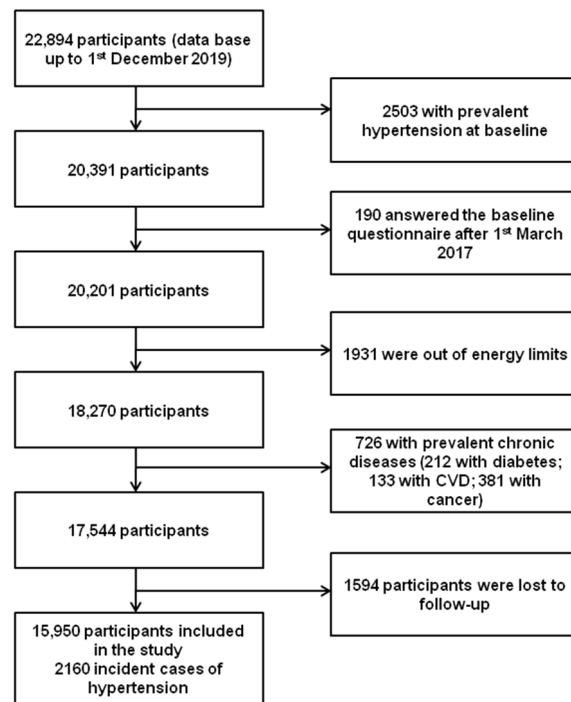 22,894 participants (data base
up to 1st December 2019)
2503 with prevalent
hypertension at baseline
20,391 participants
190 answered the baseline
questionnaire after 1st March
2017
20,201 participants
1931 were out of energy limits
18,270 participants
726 with prevalent chronic
diseases (212 with diabetes;
133 with CVD; 381 with
cancer)
17,544 participants
1594 participants were lost to
follow-up
15,950 participants included
in the study
2160 incident cases of
hypertension